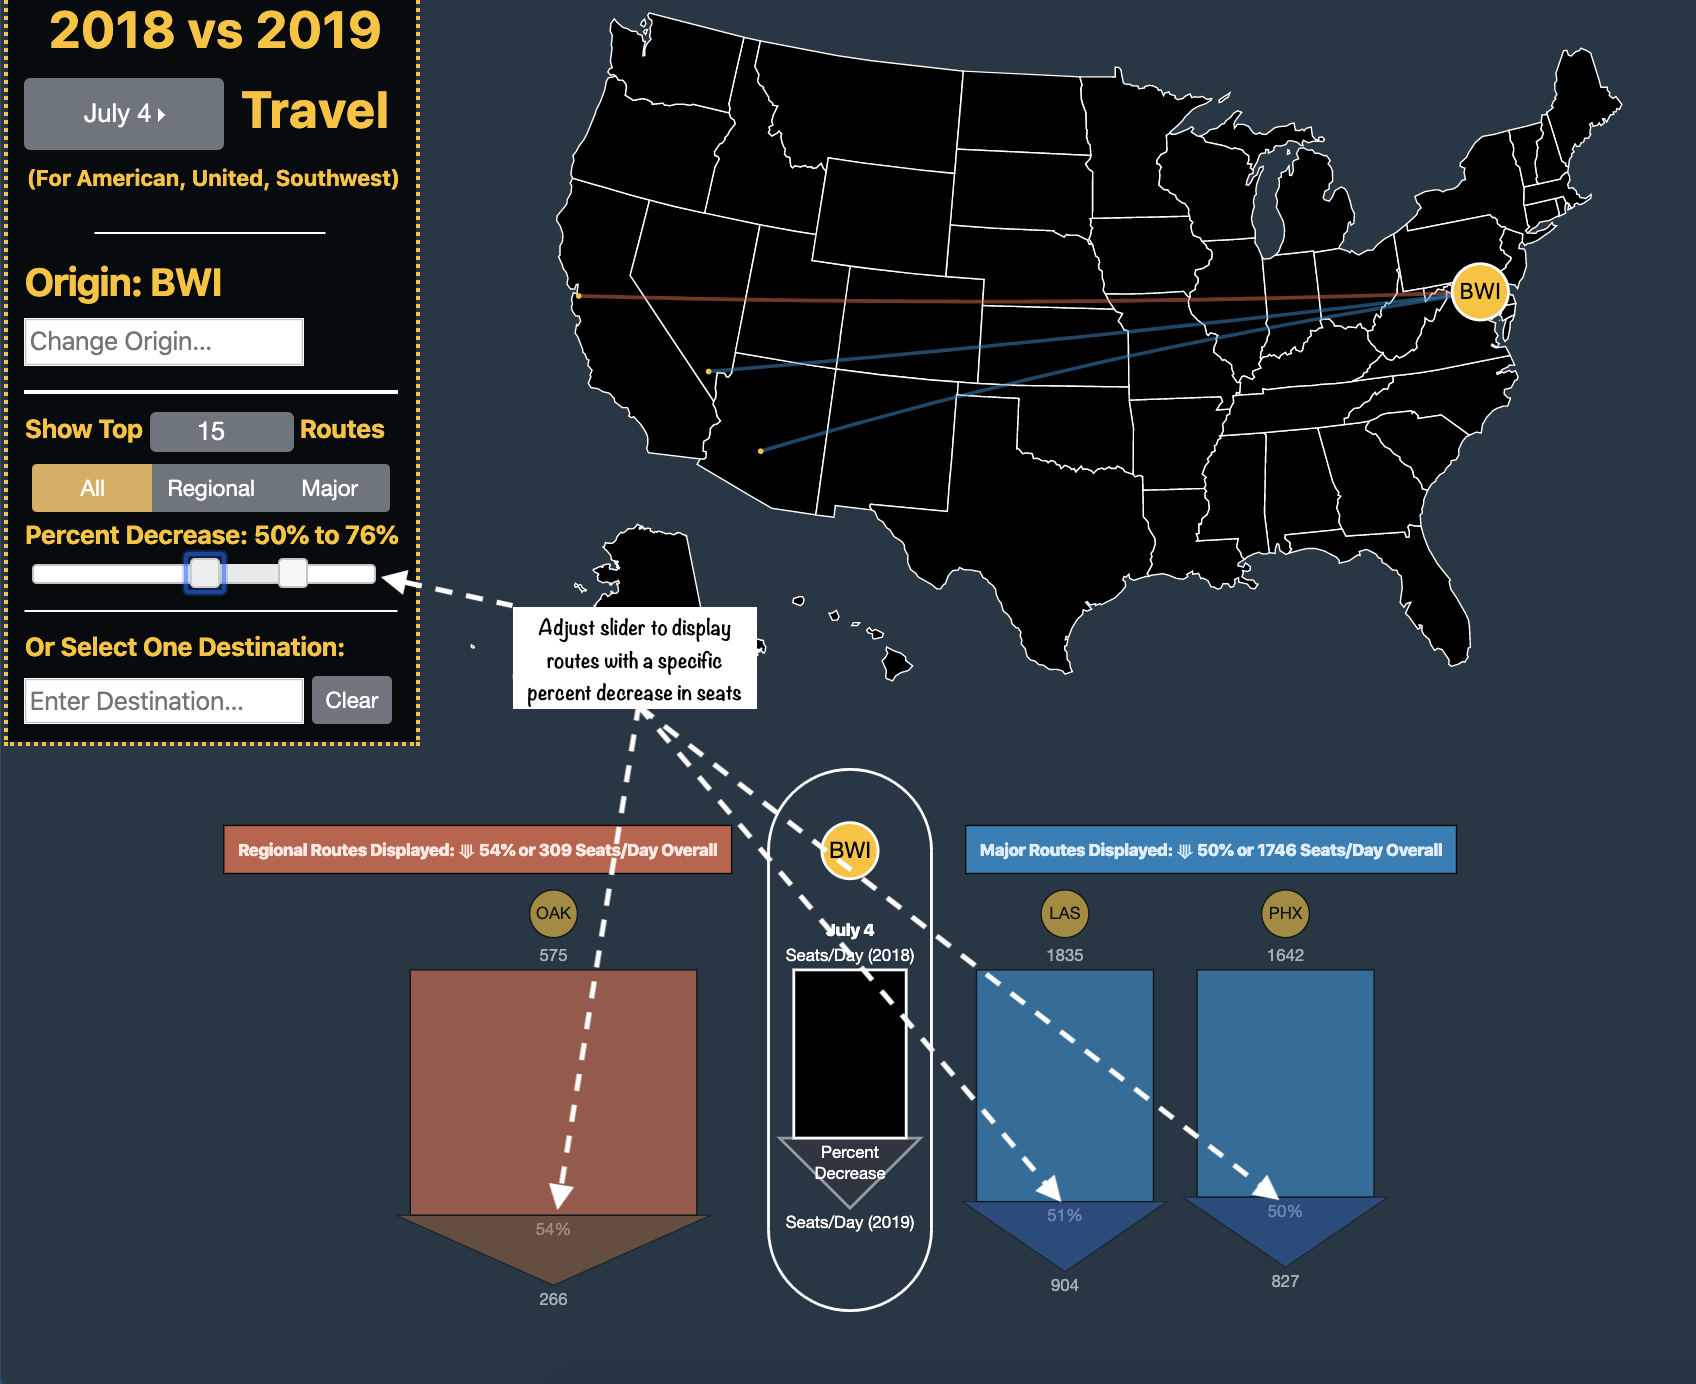 2018 vs 2019
July 4 Travel
(For American, United, Southwest)
Origin: BWI
Change Origin...
Show Top 15 Routes
All Regional Major
Percent Decrease: 50% to 76%
Or Select One Destination:
Enter Destination... Clear
BWI
Adjust slider to display
routes with a specific
percent decrease in seats
Regional Routes Displayed: ⤋ 54% or 309 Seats/Day Overall
OAK
575
54%
266
BWI
July 4
Seats/Day (2018)
Percent
Decrease
Seats/Day (2019)
Major Routes Displayed: ⤋ 50% or 1746 Seats/Day Overall
LAS PHX
1835 1642
51% 50%
904 827